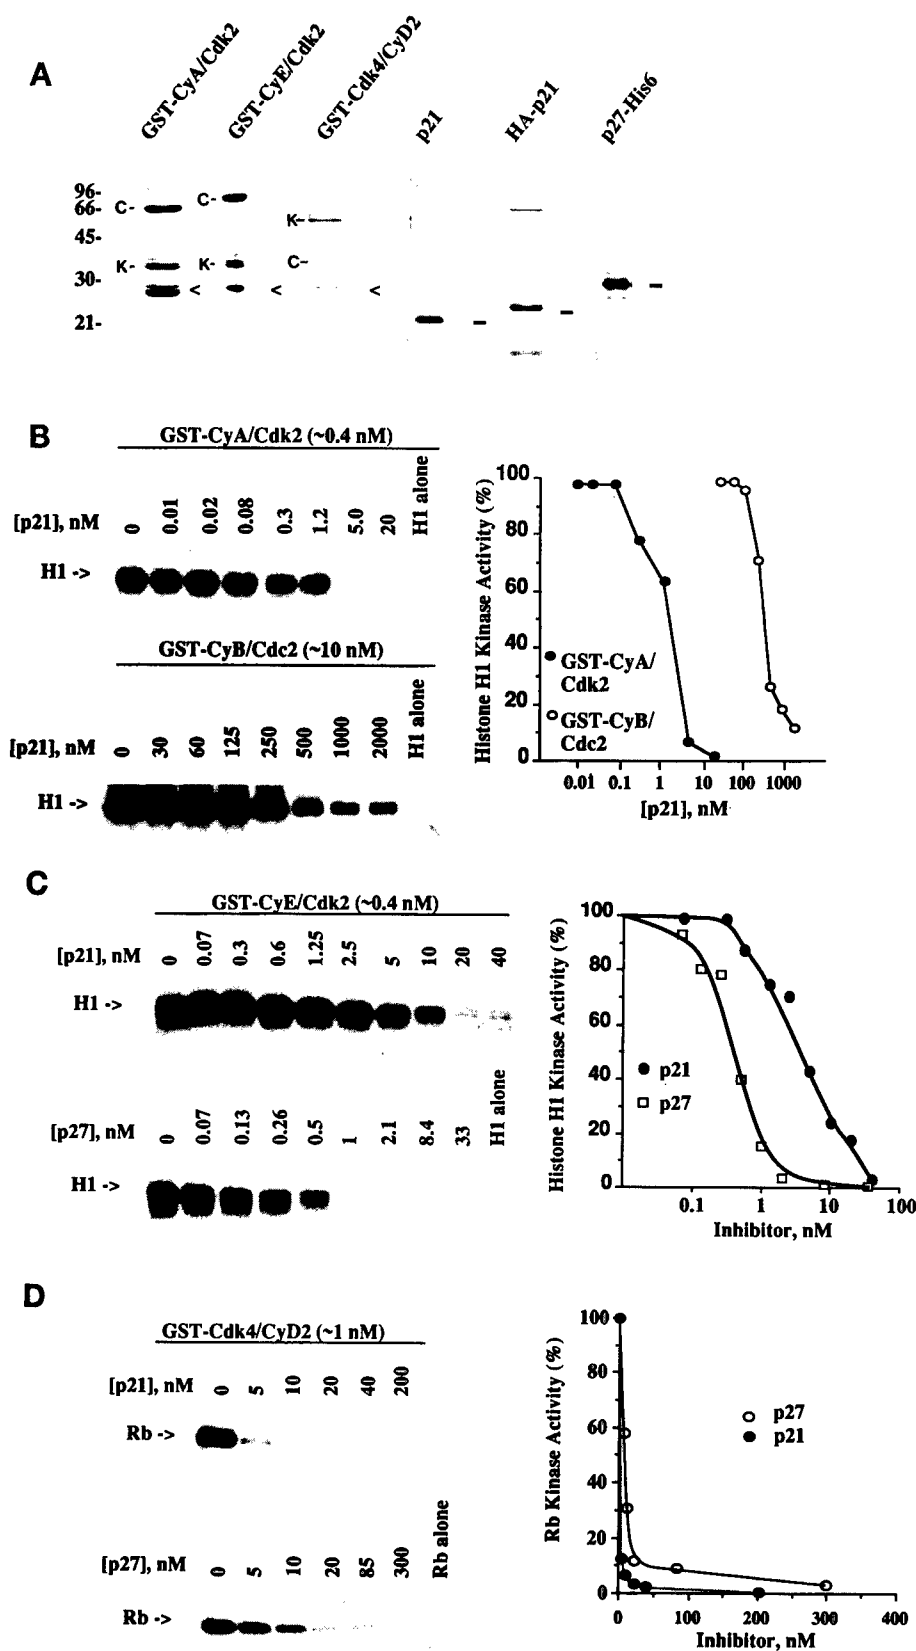 A
GST-CyA/Cdk2
GST-CyE/Cdk2
GST-Cdk4/CyD2
p21
HA-p21
p27-His6
96-
66-
45-
30-
21-
C-
K-
<
C-
K-
<
K-
C-
<
B
GST-CyA/Cdk2 (~0.4 nM)
[p21], nM 0 0.01 0.02 0.08 0.3 1.2 5.0 20 H1 alone
H1 ->
GST-CyB/Cdc2 (~10 nM)
[p21], nM 0 30 60 125 250 500 1000 2000 H1 alone
H1 ->
Histone H1 Kinase Activity (%)
100
80
60
40
20
0
GST-CyA/
Cdk2
GST-CyB/
Cdc2
0.01 0.1 1 10 100 1000
[p21], nM
C
GST-CyE/Cdk2 (~0.4 nM)
[p21], nM 0 0.07 0.3 0.6 1.25 2.5 5 10 20 40
H1 ->
[p27], nM 0 0.07 0.13 0.26 0.5 1 2.1 8.4 33 H1 alone
H1 ->
Histone H1 Kinase Activity (%)
100
80
60
40
20
0
p21
p27
0.1 1 10 100
Inhibitor, nM
D
GST-Cdk4/CyD2 (~1 nM)
[p21], nM 0 5 10 20 40 200
Rb ->
[p27], nM 0 5 10 20 85 300 Rb alone
Rb ->
Rb Kinase Activity (%)
100
80
60
40
20
0
p27
p21
0 100 200 300 400
Inhibitor, nM